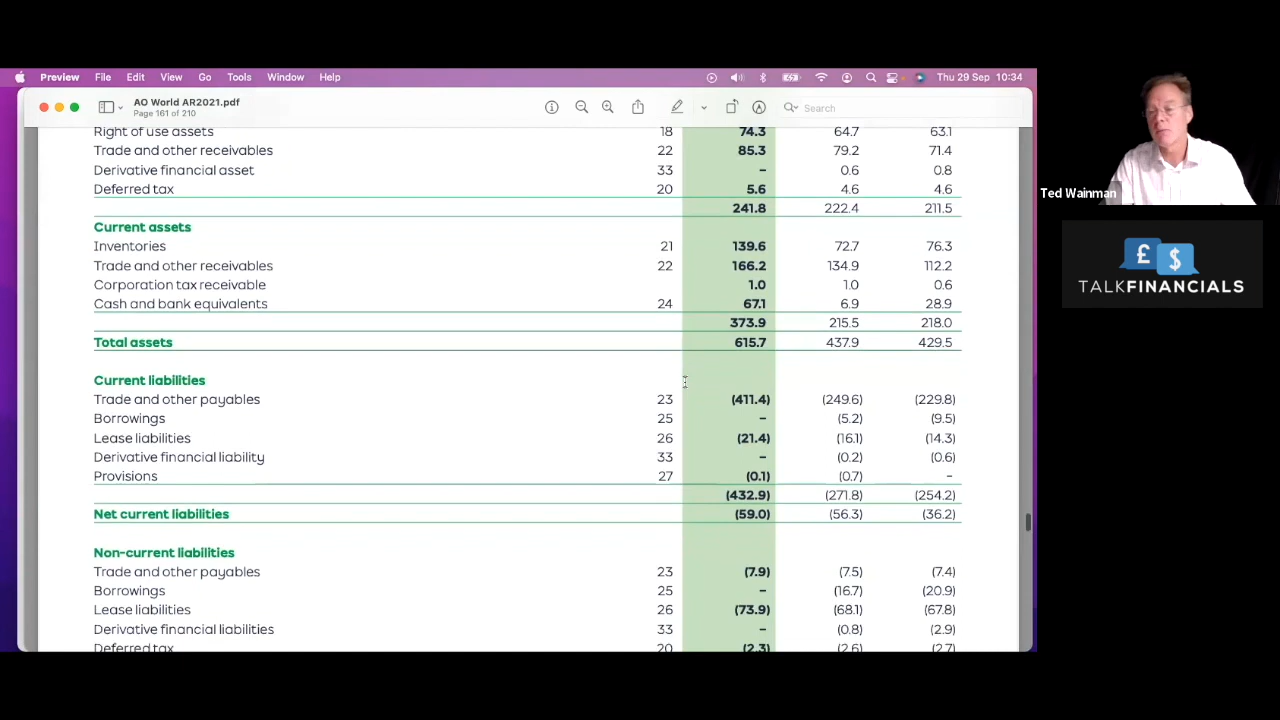 Preview File Edit View Go Tools Window Help Thu 29 Sep 10:34
AO World AR2021.pdf
Page 161 of 210
Search
Right of use assets 18 74.3 64.7 63.1
Trade and other receivables 22 85.3 79.2 71.4
Derivative financial asset 33 – 0.6 0.8
Deferred tax 20 5.6 4.6 4.6
241.8 222.4 211.5
Current assets
Inventories 21 139.6 72.7 76.3
Trade and other receivables 22 166.2 134.9 112.2
Corporation tax receivable 1.0 1.0 0.6
Cash and bank equivalents 24 67.1 6.9 28.9
373.9 215.5 218.0
Total assets 615.7 437.9 429.5
Current liabilities
Trade and other payables 23 (411.4) (249.6) (229.8)
Borrowings 25 – (5.2) (9.5)
Lease liabilities 26 (21.4) (16.1) (14.3)
Derivative financial liability 33 – (0.2) (0.6)
Provisions 27 (0.1) (0.7) –
(432.9) (271.8) (254.2)
Net current liabilities (59.0) (56.3) (36.2)
Non-current liabilities
Trade and other payables 23 (7.9) (7.5) (7.4)
Borrowings 25 – (16.7) (20.9)
Lease liabilities 26 (73.9) (68.1) (67.8)
Derivative financial liabilities 33 – (0.8) (2.9)
Deferred tax 20 (2.3) (2.6) (2.7)
Ted Wainman
£ $
TALKFINANCIALS